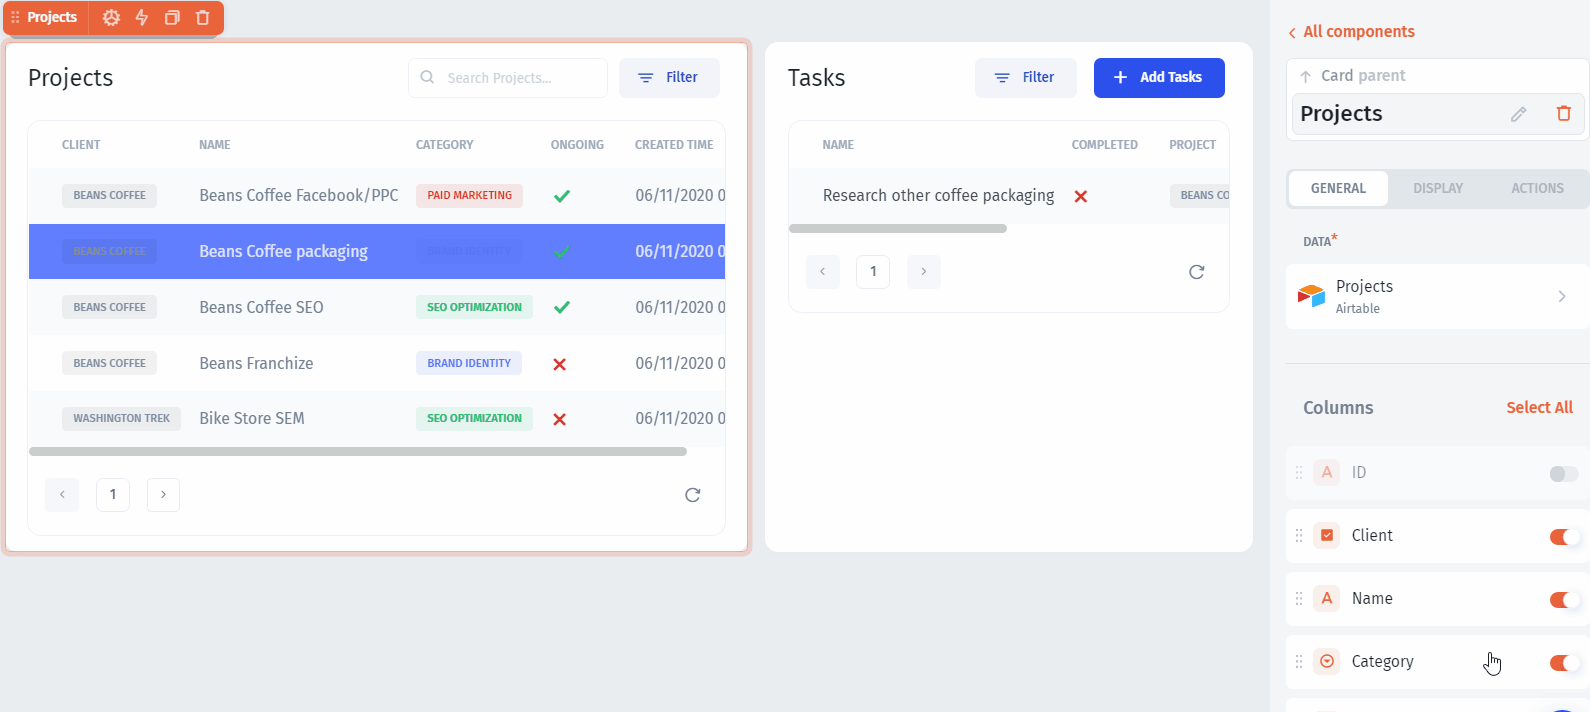 Projects
Projects
Search Projects...
Filter
CLIENT NAME CATEGORY ONGOING CREATED TIME
BEANS COFFEE Beans Coffee Facebook/PPC PAID MARKETING 06/11/2020 0
BEANS COFFEE Beans Coffee packaging BRAND IDENTITY 06/11/2020 0
BEANS COFFEE Beans Coffee SEO SEO OPTIMIZATION 06/11/2020 0
BEANS COFFEE Beans Franchize BRAND IDENTITY 06/11/2020 0
WASHINGTON TREK Bike Store SEM SEO OPTIMIZATION 06/11/2020 0
1
Tasks
Filter
Add Tasks
NAME COMPLETED PROJECT
Research other coffee packaging BEANS CO
1
All components
Card parent
Projects
GENERAL DISPLAY ACTIONS
DATA*
Projects
Airtable
Columns Select All
A ID
Client
A Name
Category